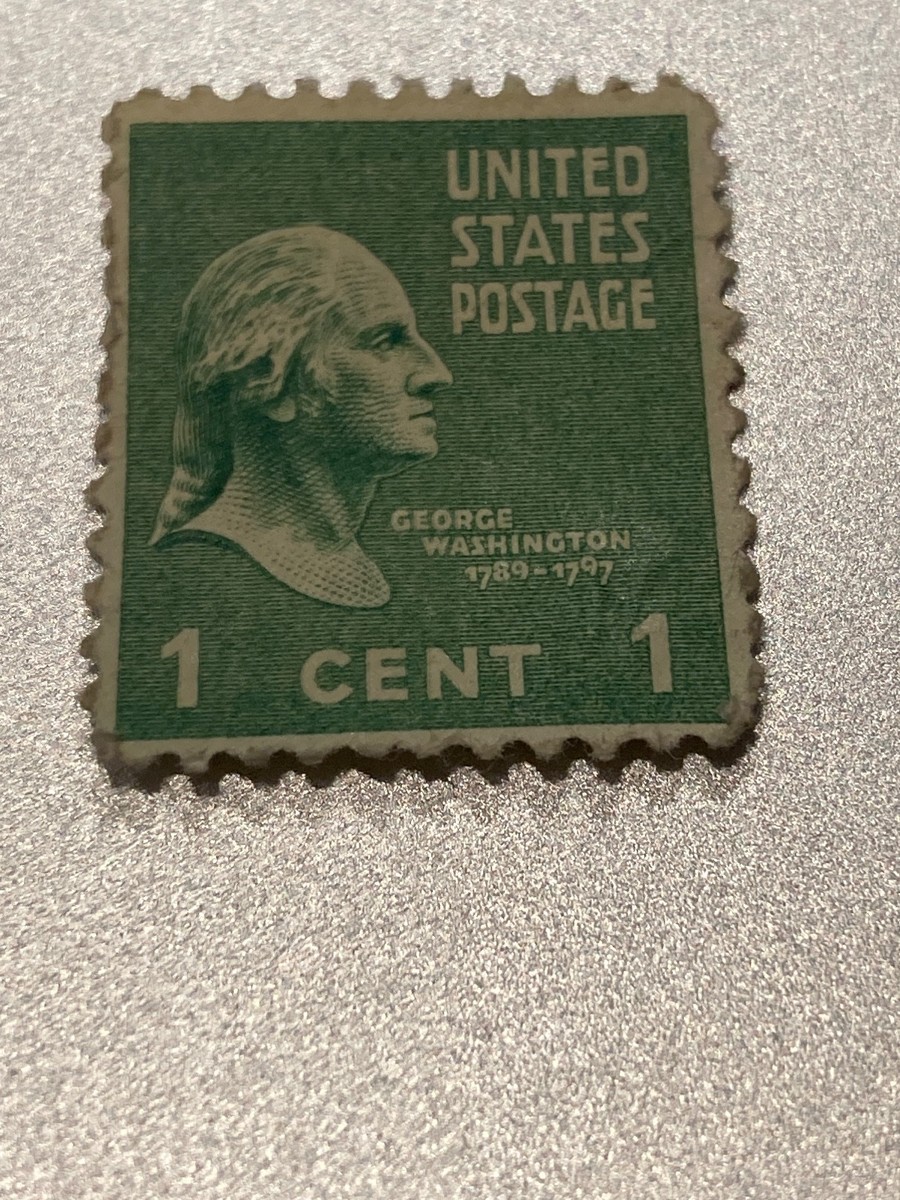 UNITED
STATES
POSTAGE
GEORGE
WASHINGTON
1789-1797
1 CENT 1